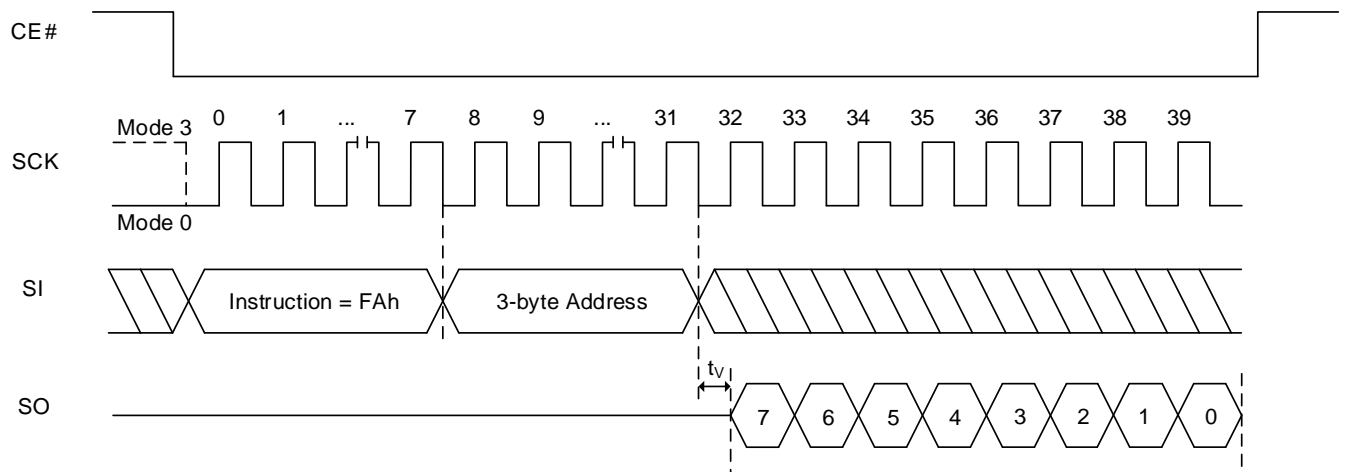 CE#
Mode 3 0 1 ... 7 8 9 ... 31 32 33 34 35 36 37 38 39
SCK
Mode 0
SI Instruction = FAh 3-byte Address
tV
SO 7 6 5 4 3 2 1 0